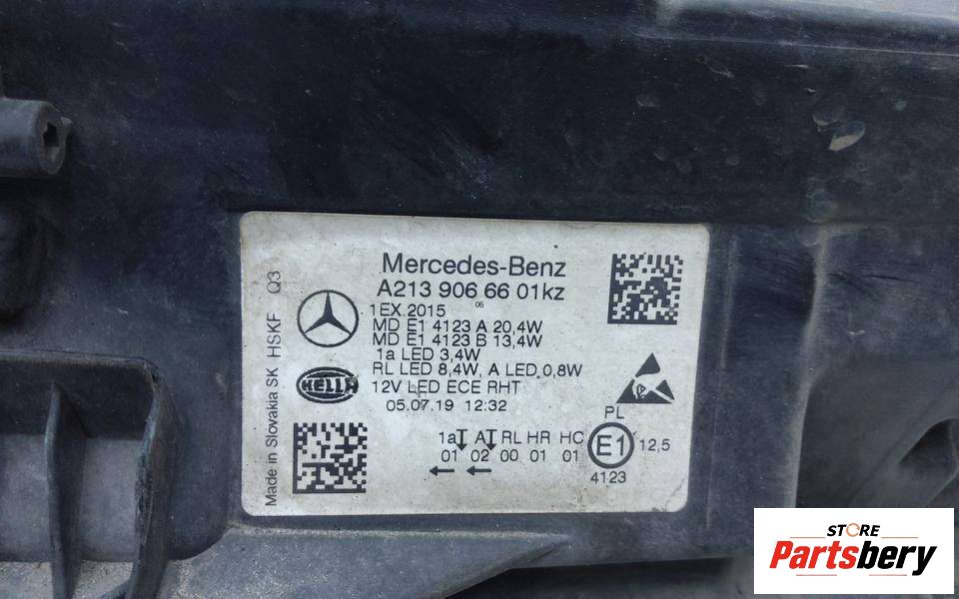 Mercedes-Benz
A213 906 66 01kz
06
1EX.2015
MD E1 4123 A 20,4W
MD E1 4123 B 13,4W
1a LED 3,4W
RL LED 8,4W, A LED 0,8W
12V LED ECE RHT
05.07.19 12:32
HELLA
PL
1a A RL HR HC
01 02 00 01 01
E1
12,5
4123
Made in Slovakia SK HSKF Q3
STORE
Partsbery